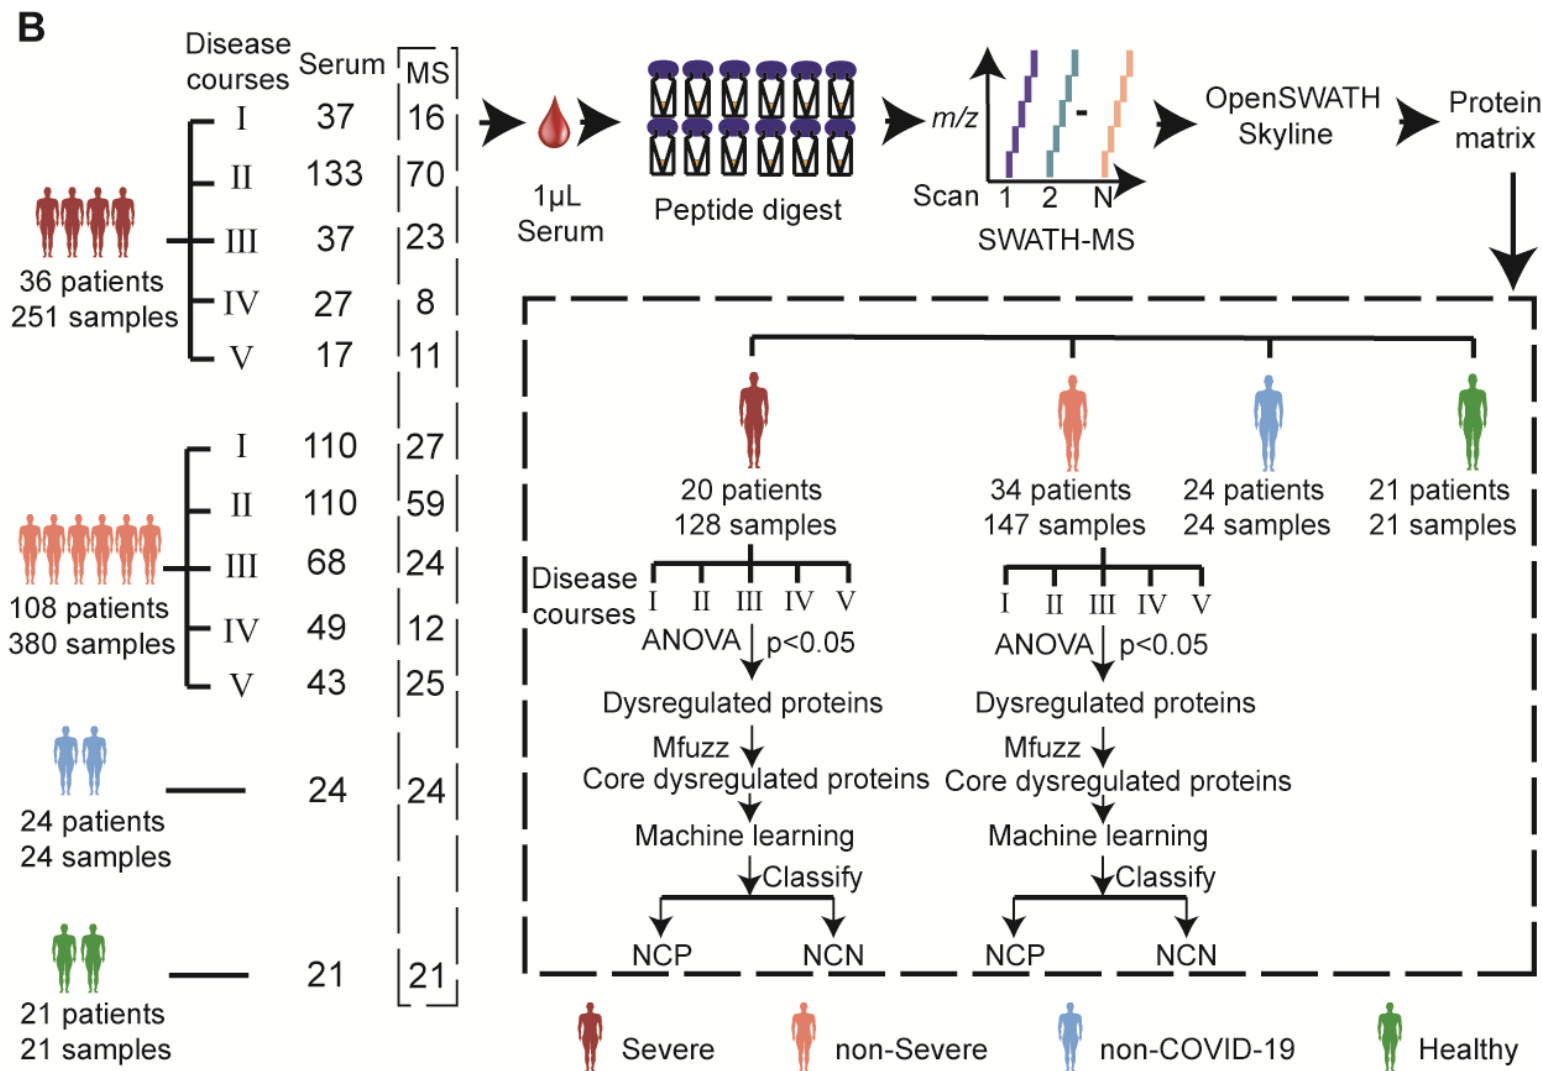 B
Disease
courses
Serum
MS
I 37 16
II 133 70
III 37 23
IV 27 8
V 17 11
36 patients
251 samples
I 110 27
II 110 59
III 68 24
IV 49 12
V 43 25
108 patients
380 samples
24 24
24 patients
24 samples
21 21
21 patients
21 samples
1µL
Serum
Peptide digest
m/z
Scan 1 2 - N
SWATH-MS
OpenSWATH
Skyline
Protein
matrix
20 patients
128 samples
34 patients
147 samples
24 patients
24 samples
21 patients
21 samples
Disease
courses
I II III IV V
I II III IV V
ANOVA p<0.05
ANOVA p<0.05
Dysregulated proteins
Dysregulated proteins
Mfuzz
Mfuzz
Core dysregulated proteins
Core dysregulated proteins
Machine learning
Machine learning
Classify
Classify
NCP NCN
NCP NCN
Severe
non-Severe
non-COVID-19
Healthy